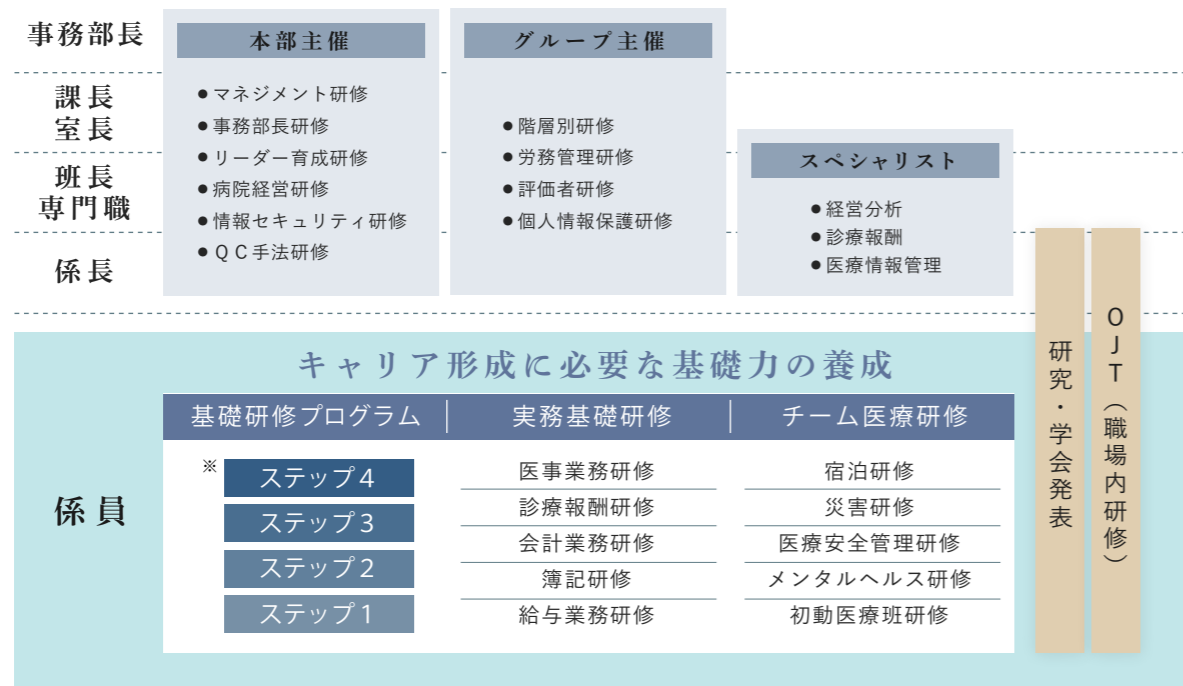 事務部長
課長
室長
班長
専門職
係長
本部主催
●マネジメント研修
●事務部長研修
●リーダー育成研修
●病院経営研修
●情報セキュリティ研修
●ＱＣ手法研修
グループ主催
●階層別研修
●労務管理研修
●評価者研修
●個人情報保護研修
スペシャリスト
●経営分析
●診療報酬
●医療情報管理
係員
キャリア形成に必要な基礎力の養成
基礎研修プログラム
※
ステップ4
ステップ3
ステップ2
ステップ1
実務基礎研修
医事業務研修
診療報酬研修
会計業務研修
簿記研修
給与業務研修
チーム医療研修
宿泊研修
災害研修
医療安全管理研修
メンタルヘルス研修
初動医療班研修
研究・学会発表
OJT（職場内研修）